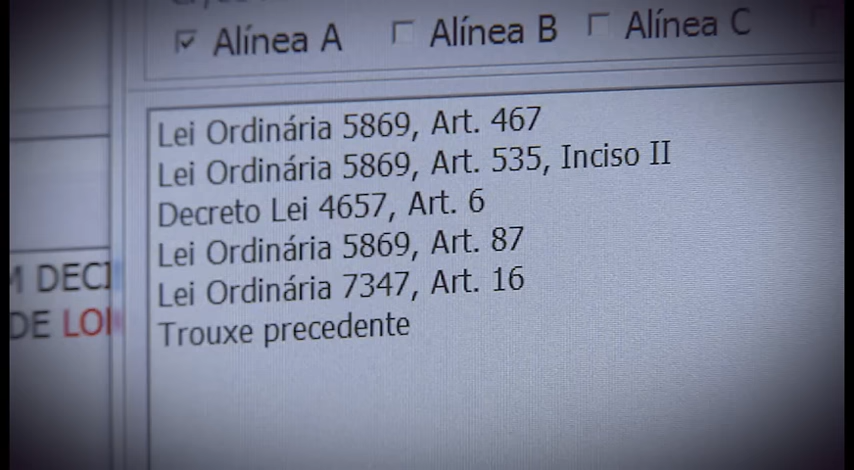 Alínea A Alínea B Alínea C
Lei Ordinária 5869, Art. 467
Lei Ordinária 5869, Art. 535, Inciso II
Decreto Lei 4657, Art. 6
Lei Ordinária 5869, Art. 87
Lei Ordinária 7347, Art. 16
Trouxe precedente
DE